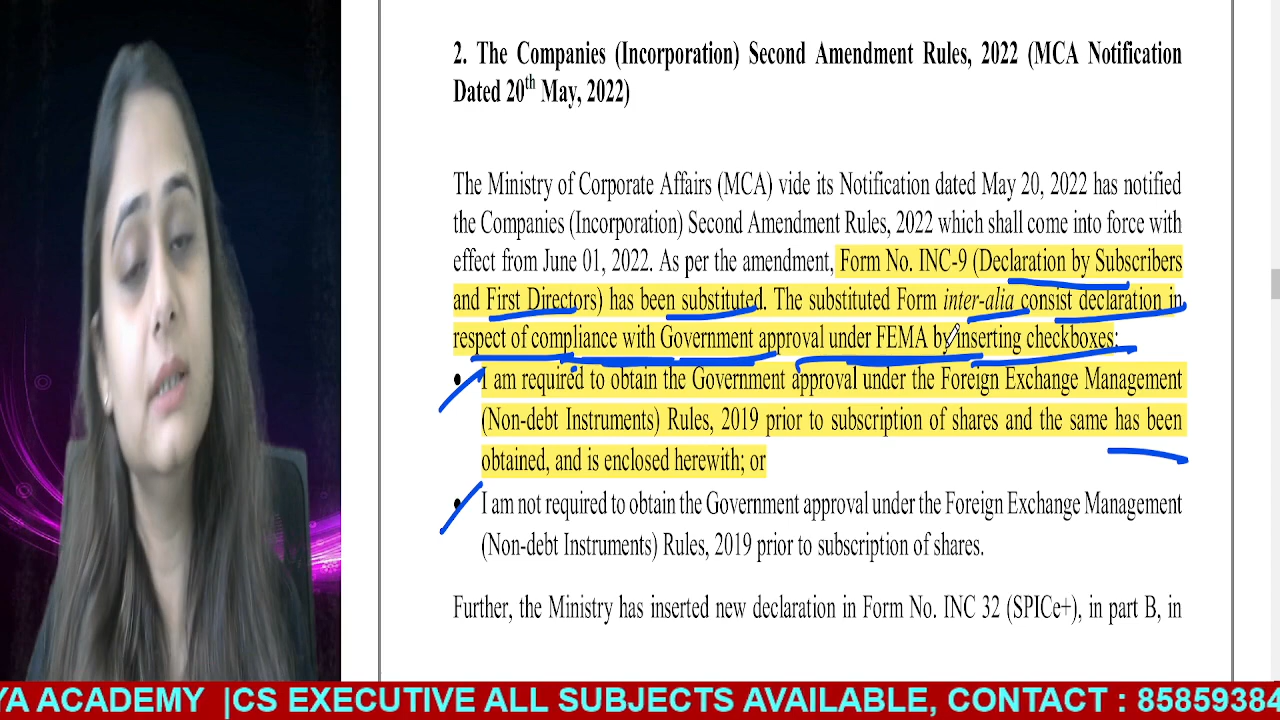 2. The Companies (Incorporation) Second Amendment Rules, 2022 (MCA Notification
Dated 20th May, 2022)
The Ministry of Corporate Affairs (MCA) vide its Notification dated May 20, 2022 has notified
the Companies (Incorporation) Second Amendment Rules, 2022 which shall come into force with
effect from June 01, 2022. As per the amendment, Form No. INC-9 (Declaration by Subscribers
and First Directors) has been substituted. The substituted Form inter-alia consist declaration in
respect of compliance with Government approval under FEMA by inserting checkboxes:
• I am required to obtain the Government approval under the Foreign Exchange Management
(Non-debt Instruments) Rules, 2019 prior to subscription of shares and the same has been
obtained, and is enclosed herewith; or
• I am not required to obtain the Government approval under the Foreign Exchange Management
(Non-debt Instruments) Rules, 2019 prior to subscription of shares.
Further, the Ministry has inserted new declaration in Form No. INC 32 (SPICe+), in part B, in
YA ACADEMY |CS EXECUTIVE ALL SUBJECTS AVAILABLE, CONTACT : 85859384